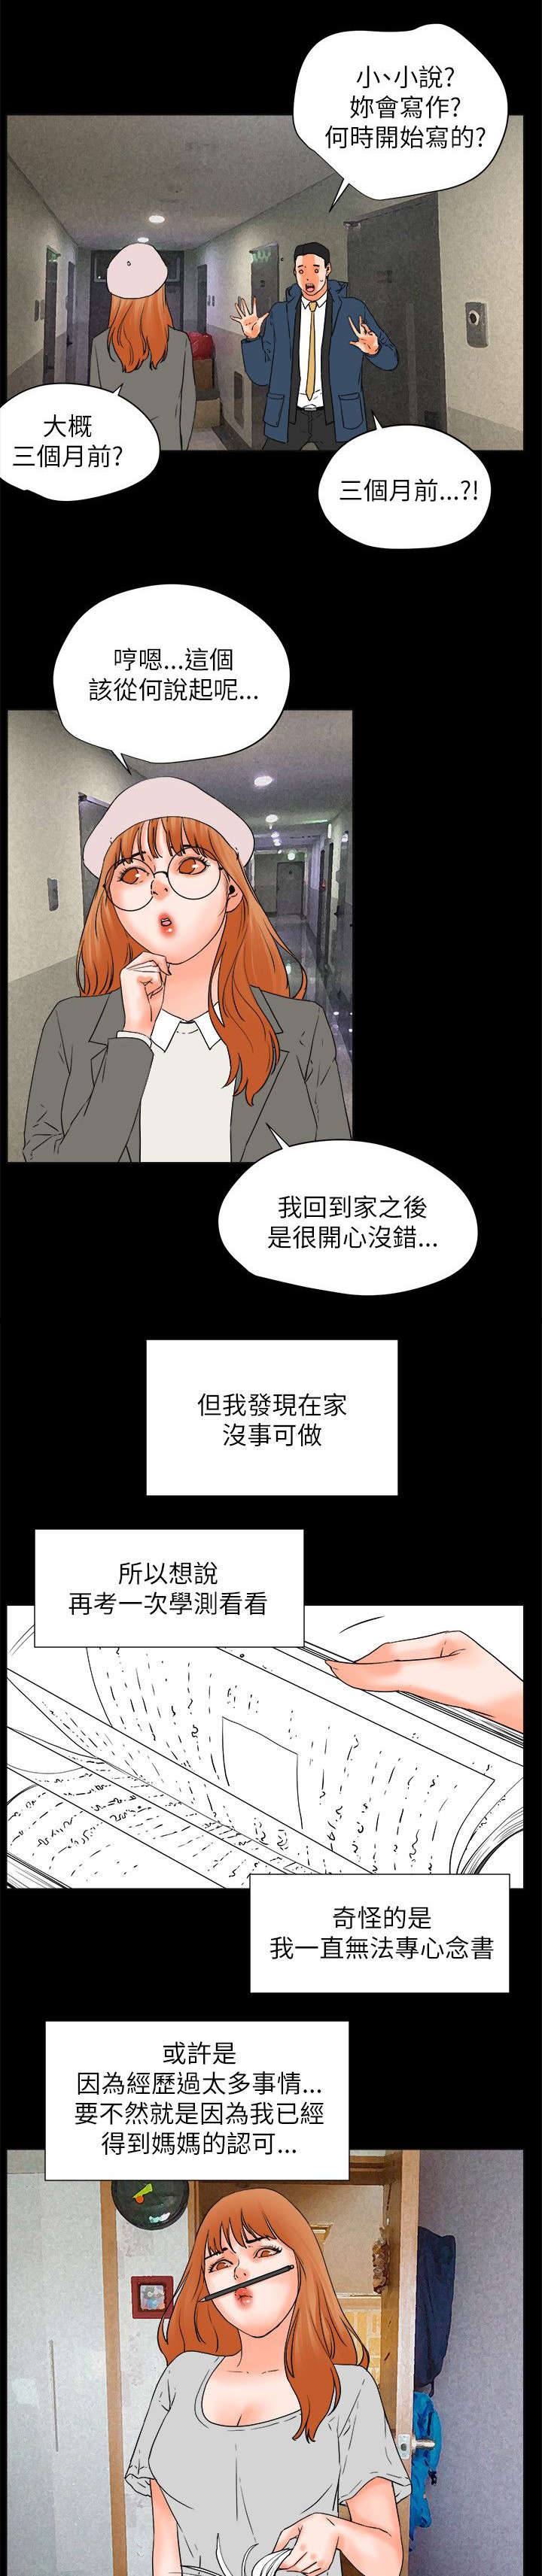 小、小說?
妳會寫作?
何時開始寫的?
大概
三個月前?
三個月前...?!
哼嗯...這個
該從何說起呢...
我回到家之後
是很開心沒錯...
但我發現在家
沒事可做
所以想說
再考一次學測看看
奇怪的是
我一直無法專心念書
或許是
因為經歷過太多事情...
要不然就是因為我已經
得到媽媽的認可...